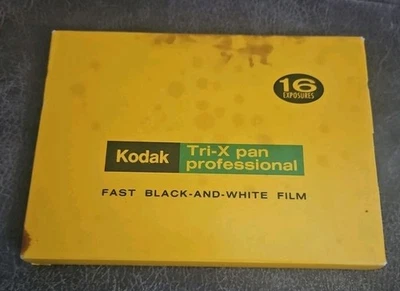 16
EXPOSURES
Kodak
Tri-X pan
professional
FAST BLACK-AND-WHITE FILM